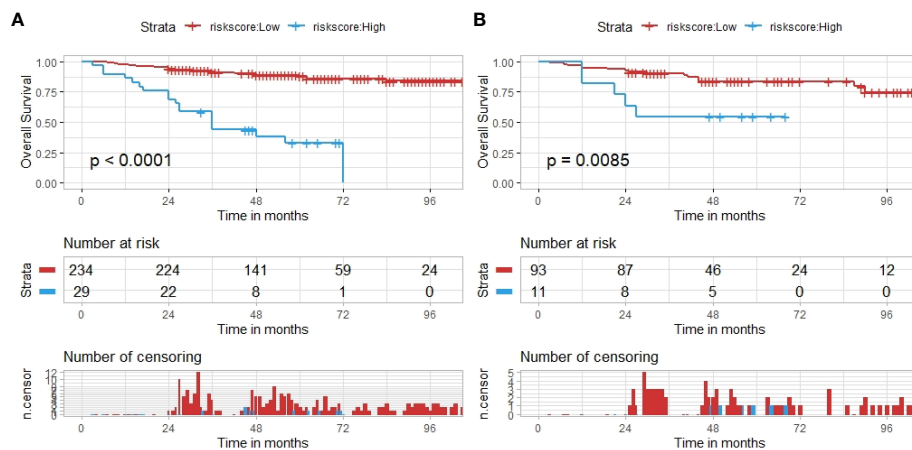 A
Strata riskscore:Low riskscore:High
Overall Survival
1.00
0.75
0.50
0.25
0.00
p < 0.0001
0 24 48 72 96
Time in months
Number at risk
Strata
234 224 141 59 24
29 22 8 1 0
0 24 48 72 96
Time in months
Number of censoring
n.censor
12
10
0
0 24 48 72 96
Time in months
B
Strata riskscore:Low riskscore:High
Overall Survival
1.00
0.75
0.50
0.25
0.00
p = 0.0085
0 24 48 72 96
Time in months
Number at risk
Strata
93 87 46 24 12
11 8 5 0 0
0 24 48 72 96
Time in months
Number of censoring
n.censor
5
4
3
2
1
0
0 24 48 72 96
Time in months